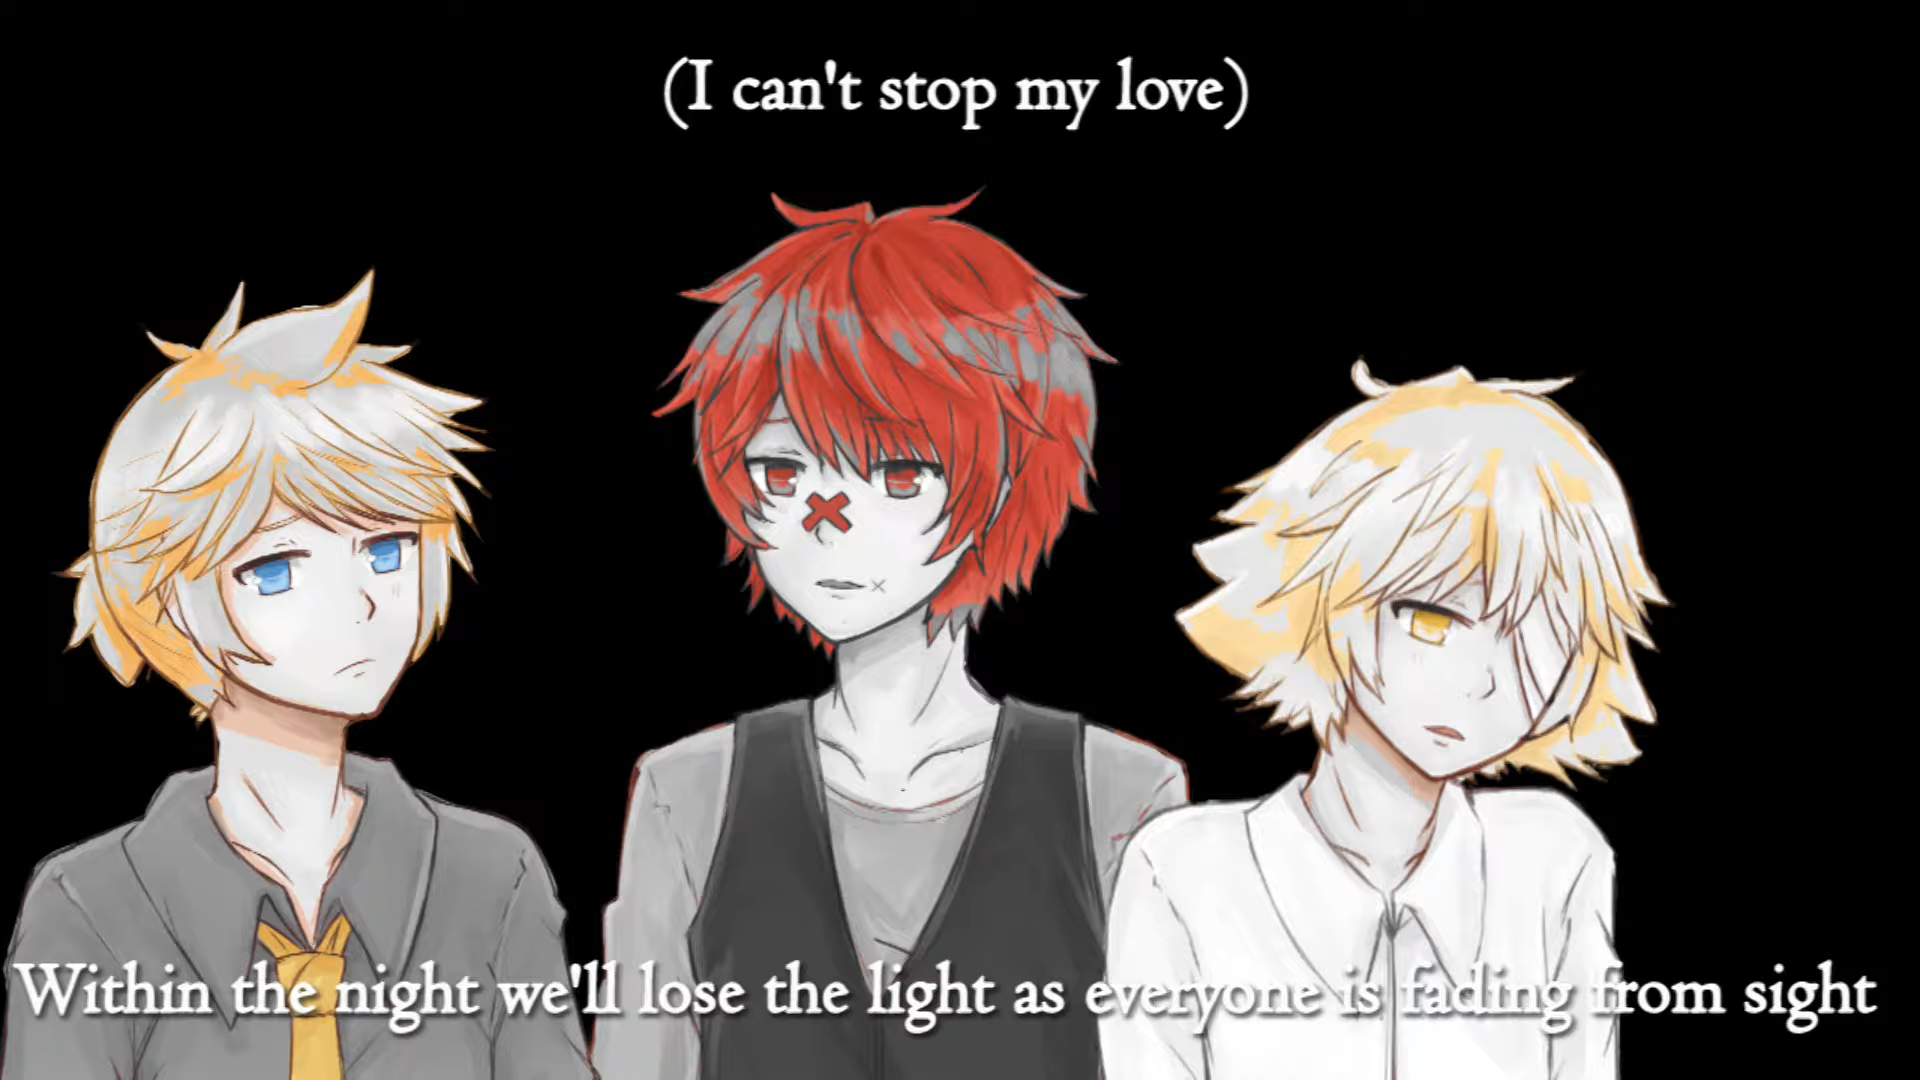 (I can't stop my love)
Within the night we'll lose the light as everyone is fading from sight